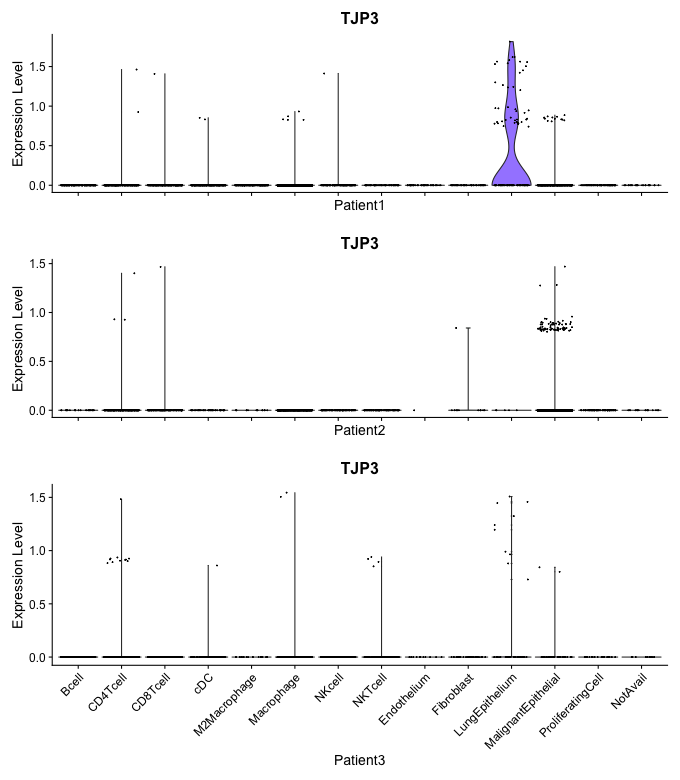 TJP3
Expression Level
1.5
1.0
0.5
0.0
Patient1
TJP3
Expression Level
1.5
1.0
0.5
0.0
Patient2
TJP3
Expression Level
1.5
1.0
0.5
0.0
Bcell
CD4Tcell
CD8Tcell
cDC
M2Macrophage
Macrophage
NKcell
NKTcell
Endothelium
Fibroblast
LungEpithelium
MalignantEpithelial
ProliferatingCell
NotAvail
Patient3